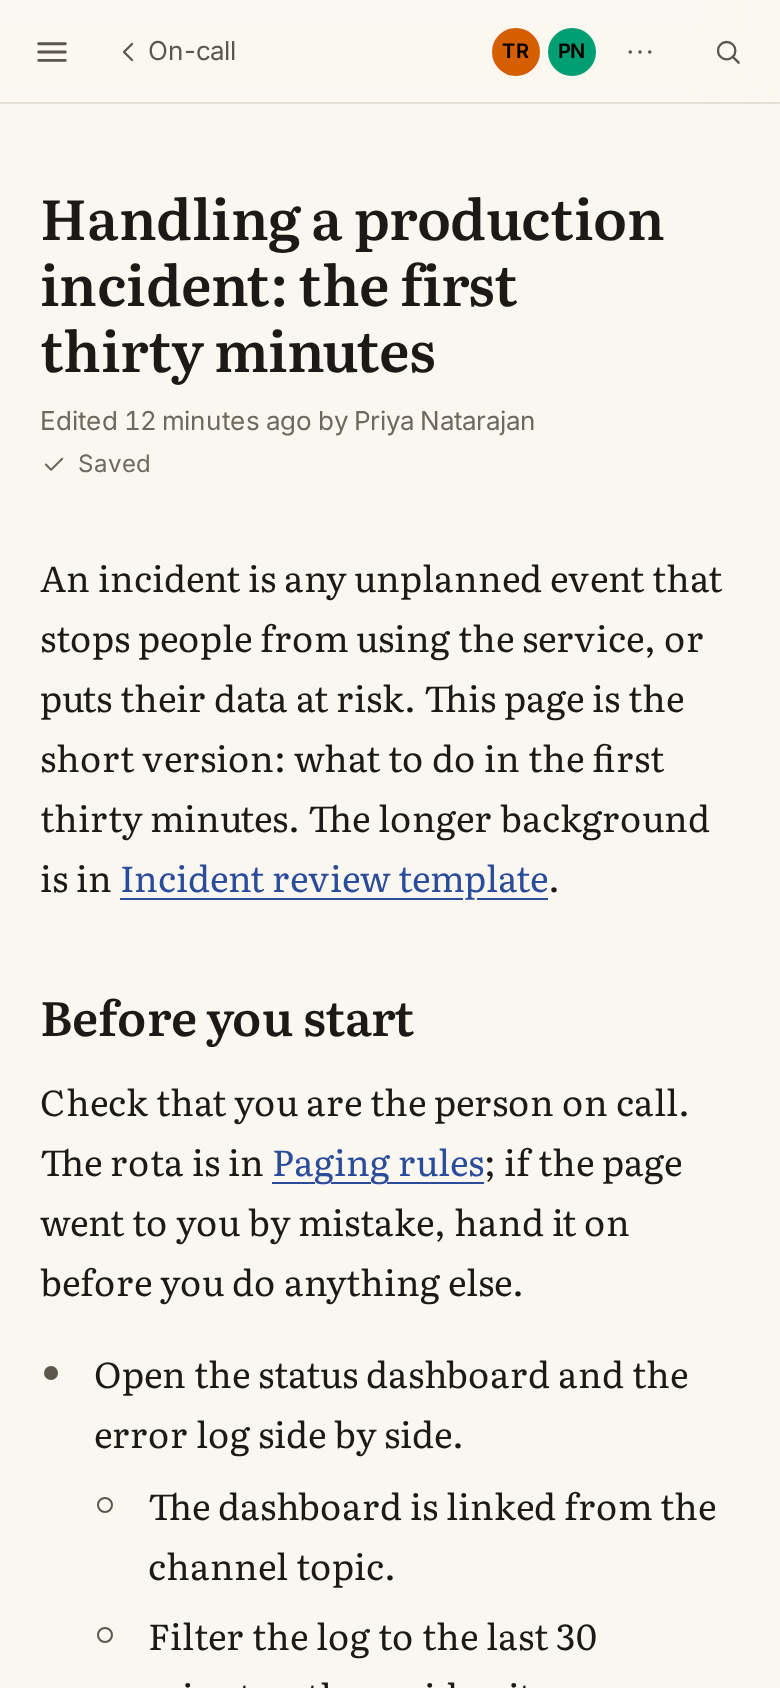 On-call
TR PN
Handling a production
incident: the first
thirty minutes
Edited 12 minutes ago by Priya Natarajan
Saved
An incident is any unplanned event that
stops people from using the service, or
puts their data at risk. This page is the
short version: what to do in the first
thirty minutes. The longer background
is in Incident review template.
Before you start
Check that you are the person on call.
The rota is in Paging rules; if the page
went to you by mistake, hand it on
before you do anything else.
Open the status dashboard and the
error log side by side.
The dashboard is linked from the
channel topic.
Filter the log to the last 30